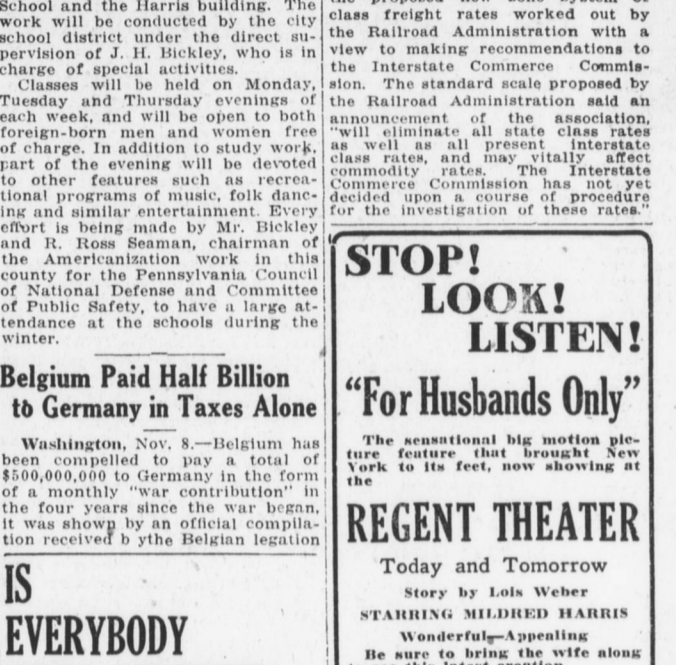 School and the Harris building. The
work will be conducted by the city
school district under the direct su-
pervision of J. H. Bickley, who is in
charge of special activities.
Classes will be held on Monday,
Tuesday and Thursday evenings of
each week, and will be open to both
foreign-born men and women free
of charge. In addition to study work,
part of the evening will be devoted
to other features such as recrea-
tional programs of music, folk danc-
ing and similar entertainment. Every
effort is being made by Mr. Bickley
and R. Ross Seaman, chairman of
the Americanization work in this
county for the Pennsylvania Council
of National Defense and Committee
of Public Safety, to have a large at-
tendance at the schools during the
winter.
Belgium Paid Half Billion
to Germany in Taxes Alone
Washington, Nov. 8.—Belgium has
been compelled to pay a total of
$500,000,000 to Germany in the form
of a monthly "war contribution" in
the four years since the war began,
it was shown by an official compila-
tion received b ythe Belgian legation
IS
EVERYBODY
class freight rates worked out by
the Railroad Administration with a
view to making recommendations to
the Interstate Commerce Commis-
sion. The standard scale proposed by
the Railroad Administration said an
announcement of the association,
"will eliminate all state class rates
as well as all present interstate
class rates, and may vitally affect
commodity rates. The Interstate
Commerce Commission has not yet
decided upon a course of procedure
for the investigation of these rates."
STOP!
LOOK!
LISTEN!
"For Husbands Only"
The sensational big motion pic-
ture feature that brought New
York to its feet, now showing at
the
REGENT THEATER
Today and Tomorrow
Story by Lois Weber
STARRING MILDRED HARRIS
Wonderful—Appealing
Be sure to bring the wife along